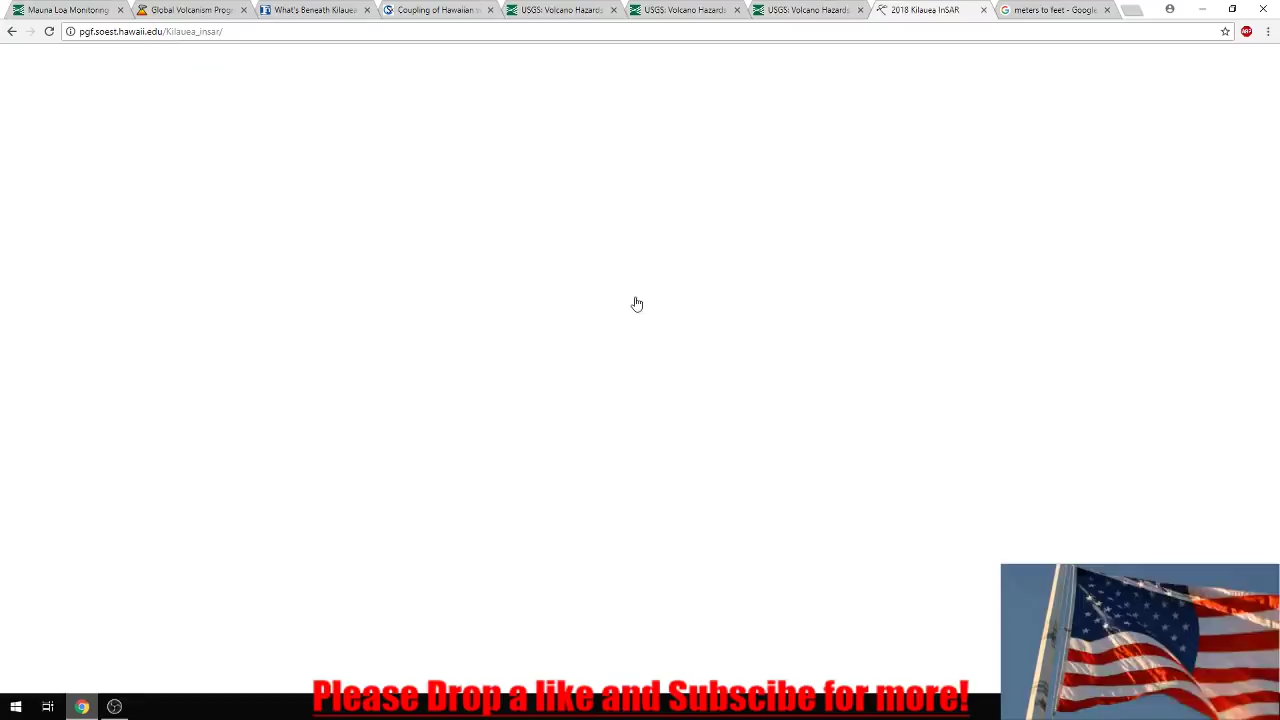 Mauna Loa Monitoring
Global Volcanism Progr
What's Beneath Kilauea
Coupling of Hawaiian v
USGS: Volcano Hazards
USGS: Volcano Hazards
USGS: Volcano Hazards
2018 Kilauea InSAR
meters to feet - Google
pgf.soest.hawaii.edu/Kilauea_insar/
ABP
Please Drop a like and Subscibe for more!